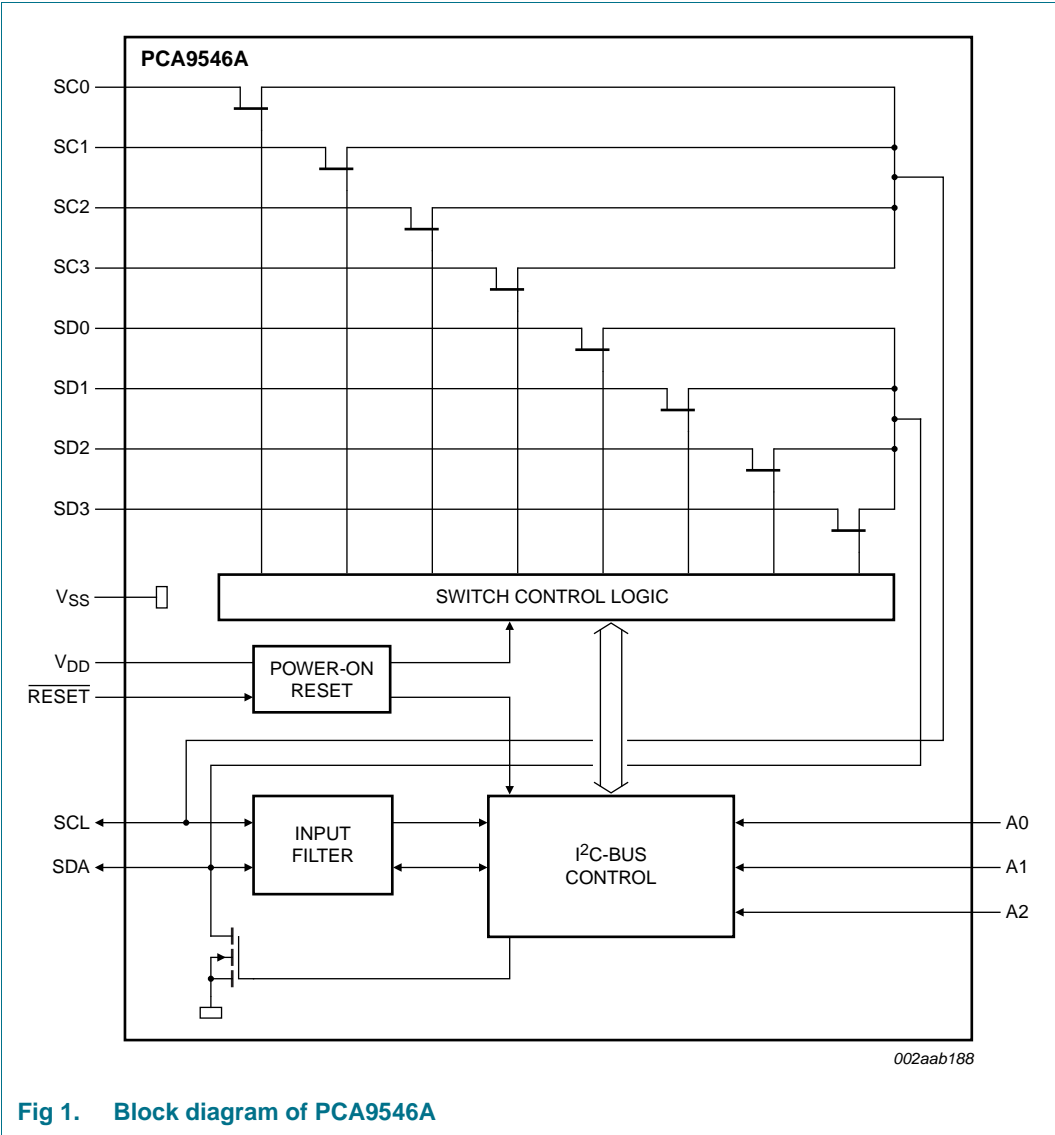 PCA9546A
SC0
SC1
SC2
SC3
SD0
SD1
SD2
SD3
VSS
SWITCH CONTROL LOGIC
VDD
POWER-ON
RESET
RESET
SCL
SDA
INPUT
FILTER
I2C-BUS
CONTROL
A0
A1
A2
002aab188
Fig 1. Block diagram of PCA9546A